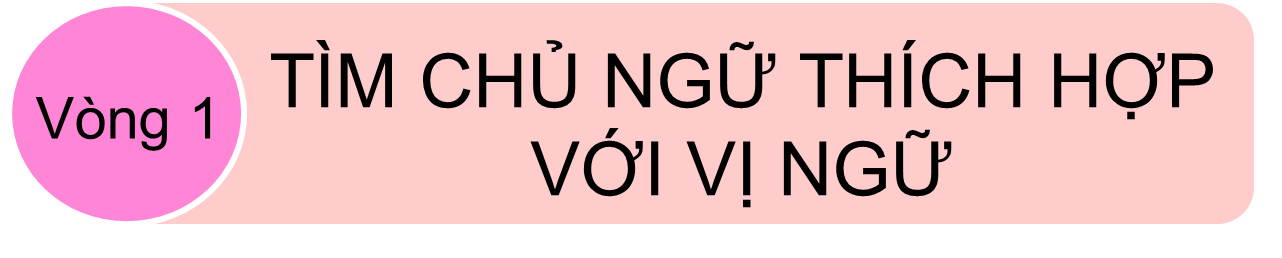 Vòng 1
TÌM CHỦ NGỮ THÍCH HỢP
VỚI VỊ NGỮ